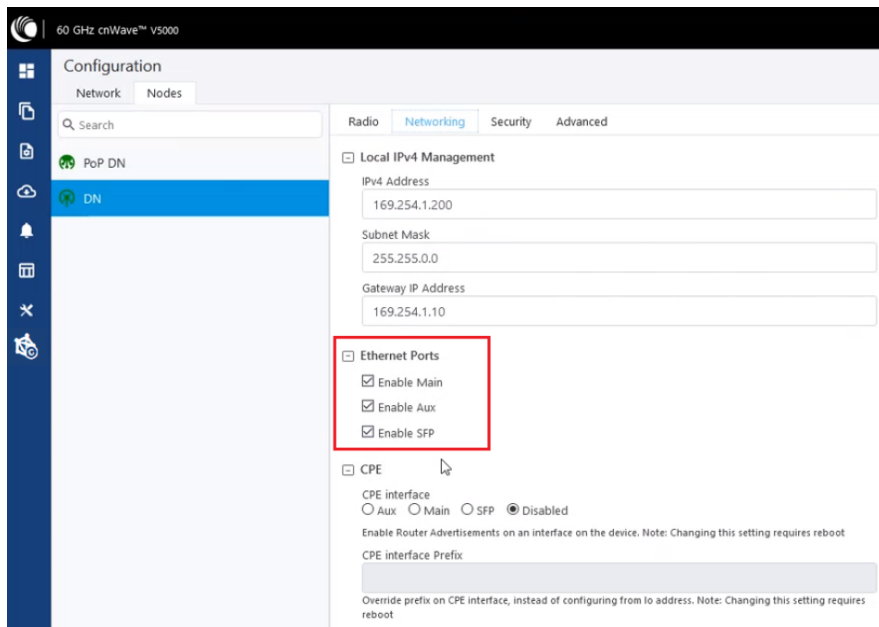 60 GHz cnWave™ V5000
Configuration
Network Nodes
Search
PoP DN
DN
Radio Networking Security Advanced
Local IPv4 Management
IPv4 Address
169.254.1.200
Subnet Mask
255.255.0.0
Gateway IP Address
169.254.1.10
Ethernet Ports
Enable Main
Enable Aux
Enable SFP
CPE
CPE interface
Aux Main SFP Disabled
Enable Router Advertisements on an interface on the device. Note: Changing this setting requires reboot
CPE interface Prefix
Override prefix on CPE interface, instead of configuring from lo address. Note: Changing this setting requires
reboot